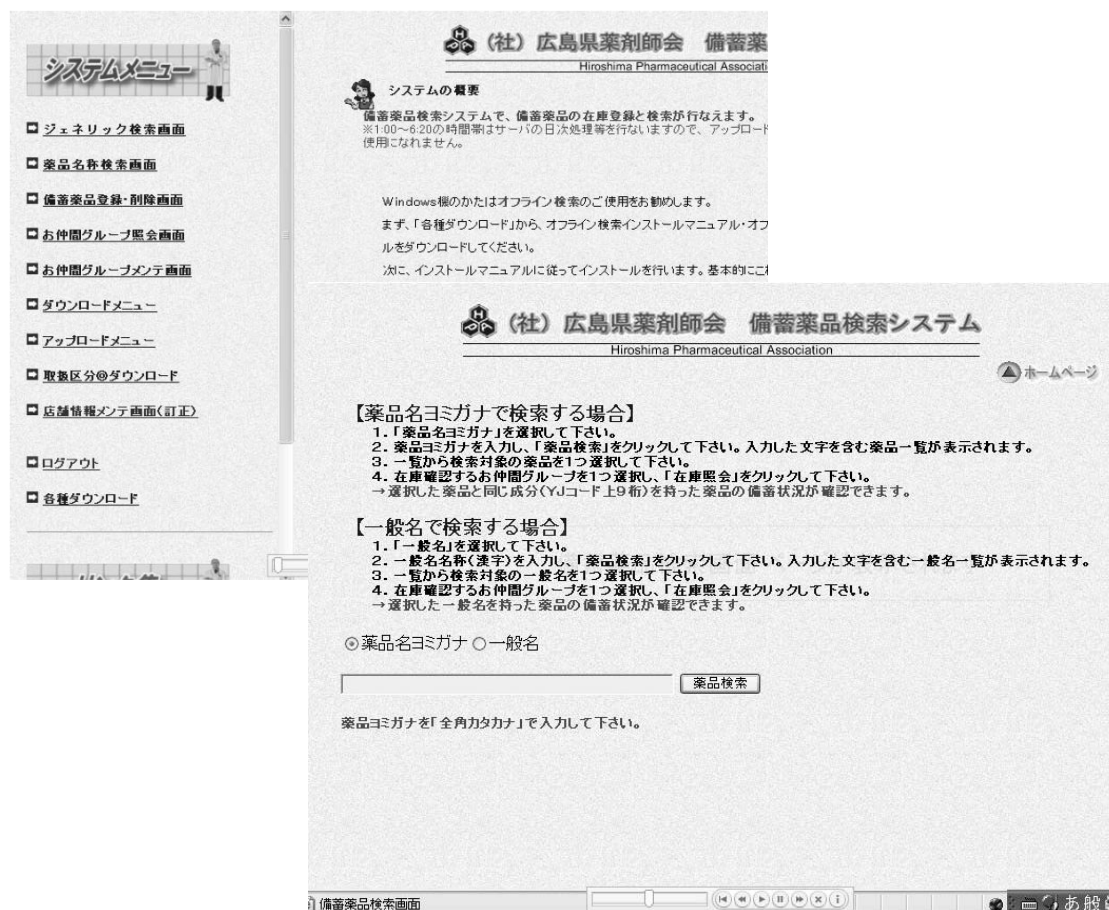 システムメニュー
ジェネリック検索画面
薬品名称検索画面
備蓄薬品登録・削除画面
お仲間グループ照会画面
お仲間グループメンテ画面
ダウンロードメニュー
アップロードメニュー
取扱区分@ダウンロード
店舗情報メンテ画面(訂正)
ログアウト
各種ダウンロード
(社) 広島県薬剤師会 備蓄薬
Hiroshima Pharmaceutical Associati
システムの概要
備蓄薬品検索システムで、備蓄薬品の在庫登録と検索が行なえます。
※1:00~6:20の時間帯はサーバの日次処理等を行ないますので、アップロード
使用になれません。
Windows機のかたはオフライン検索のご使用をお勧めします。
まず、「各種ダウンロード」から、オフライン検索インストールマニュアル・オフ
ルをダウンロードしてください。
次に、インストールマニュアルに従ってインストールを行います。基本的にこれ
(社) 広島県薬剤師会 備蓄薬品検索システム
Hiroshima Pharmaceutical Association
ホームページ
【薬品名ヨミガナで検索する場合】
1. 「薬品名ヨミガナ」を選択して下さい。
2. 薬品ヨミガナを入力し、「薬品検索」をクリックして下さい。入力した文字を含む薬品一覧が表示されます。
3. 一覧から検索対象の薬品を1つ選択して下さい。
4. 在庫確認するお仲間グループを1つ選択し、「在庫照会」をクリックして下さい。
→選択した薬品と同じ成分(YJコード上9桁)を持った薬品の備蓄状況が確認できます。
【一般名で検索する場合】
1. 「一般名」を選択して下さい。
2. 一般名名称(漢字)を入力し、「薬品検索」をクリックして下さい。入力した文字を含む一般名一覧が表示されます。
3. 一覧から検索対象の一般名を1つ選択して下さい。
4. 在庫確認するお仲間グループを1つ選択し、「在庫照会」をクリックして下さい。
→選択した一般名を持った薬品の備蓄状況が確認できます。
薬品名ヨミガナ 一般名
薬品検索
薬品ヨミガナを「全角カタカナ」で入力して下さい。
備蓄薬品検索画面
あ般